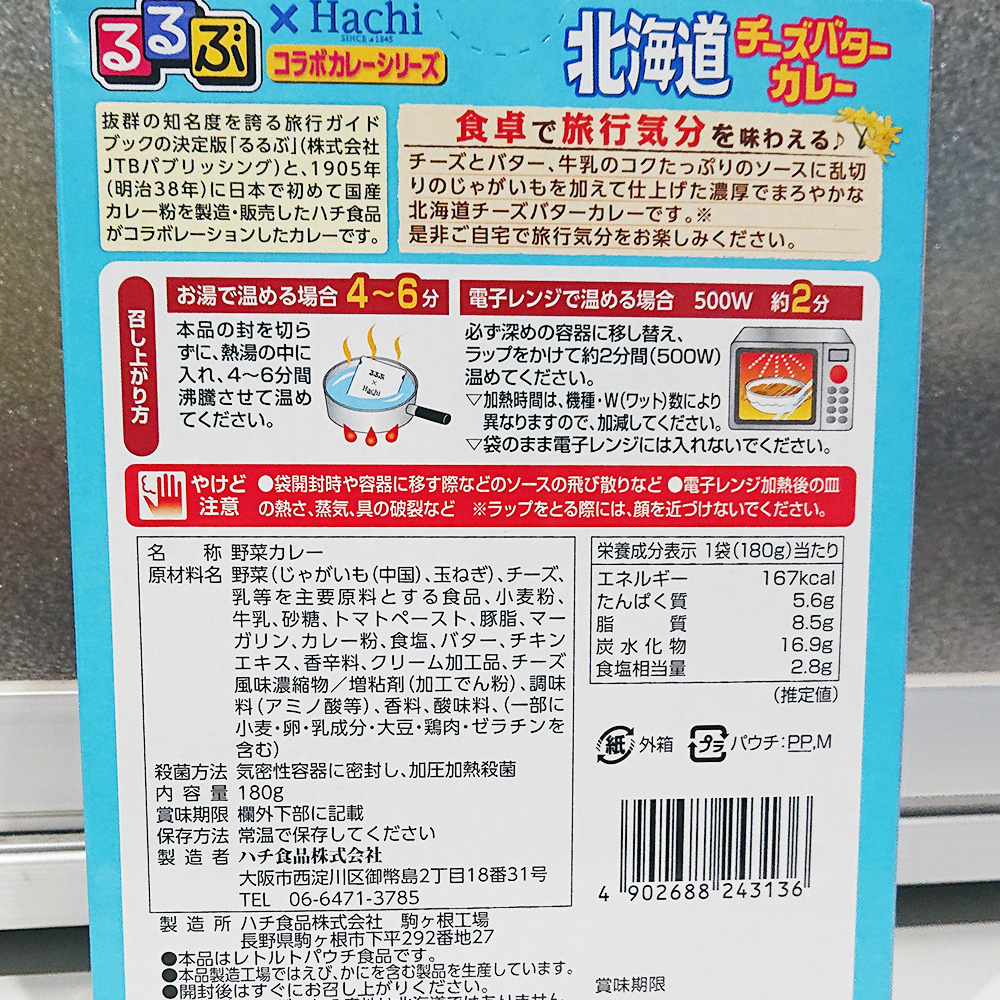 るるぶ
×Hachi
SINCE 1845
コラボカレーシリーズ
北海道
チーズバター
カレー
抜群の知名度を誇る旅行ガイド
ブックの決定版「るるぶ」(株式会社
JTBパブリッシング)と、1905年
(明治38年)に日本で初めて国産
カレー粉を製造・販売したハチ食品
がコラボレーションしたカレーです。
食卓で旅行気分を味わえる♪
チーズとバター、牛乳のコクたっぷりのソースに乱切
りのじゃがいもを加えて仕上げた濃厚でまろやかな
北海道チーズバターカレーです。※
是非ご自宅で旅行気分をお楽しみください。
召し上がり方
お湯で温める場合 4〜6分
本品の封を切ら
ずに、熱湯の中に
入れ、4〜6分間
沸騰させて温め
てください。
るるぶ
×
Hachi
電子レンジで温める場合 500W 約2分
必ず深めの容器に移し替え、
ラップをかけて約2分間(500W)
温めてください。
▽加熱時間は、機種・W(ワット)数により
異なりますので、加減してください。
▽袋のまま電子レンジには入れないでください。
やけど
注意
●袋開封時や容器に移す際などのソースの飛び散りなど ●電子レンジ加熱後の皿
の熱さ、蒸気、具の破裂など ※ラップをとる際には、顔を近づけないでください。
名称 野菜カレー
原材料名 野菜(じゃがいも(中国)、玉ねぎ)、チーズ、
乳等を主要原料とする食品、小麦粉、
牛乳、砂糖、トマトペースト、豚脂、マー
ガリン、カレー粉、食塩、バター、チキン
エキス、香辛料、クリーム加工品、チーズ
風味濃縮物/増粘剤(加工でん粉)、調味
料(アミノ酸等)、香料、酸味料、(一部に
小麦・卵・乳成分・大豆・鶏肉・ゼラチンを
含む)
殺菌方法 気密性容器に密封し、加圧加熱殺菌
内容量 180g
賞味期限 欄外下部に記載
保存方法 常温で保存してください
製造者 ハチ食品株式会社
大阪市西淀川区御幣島2丁目18番31号
TEL 06-6471-3785
製造所 ハチ食品株式会社 駒ヶ根工場
長野県駒ヶ根市下平292番地27
●本品はレトルトパウチ食品です。
●本品製造工場ではえび、かにを含む製品を生産しています。
●開封後はすぐにお召し上がりください。
栄養成分表示 1袋(180g)当たり
エネルギー 167kcal
たんぱく質 5.6g
脂質 8.5g
炭水化物 16.9g
食塩相当量 2.8g
(推定値)
紙 外箱 プラ パウチ:PP,M
4 902688 243136
賞味期限